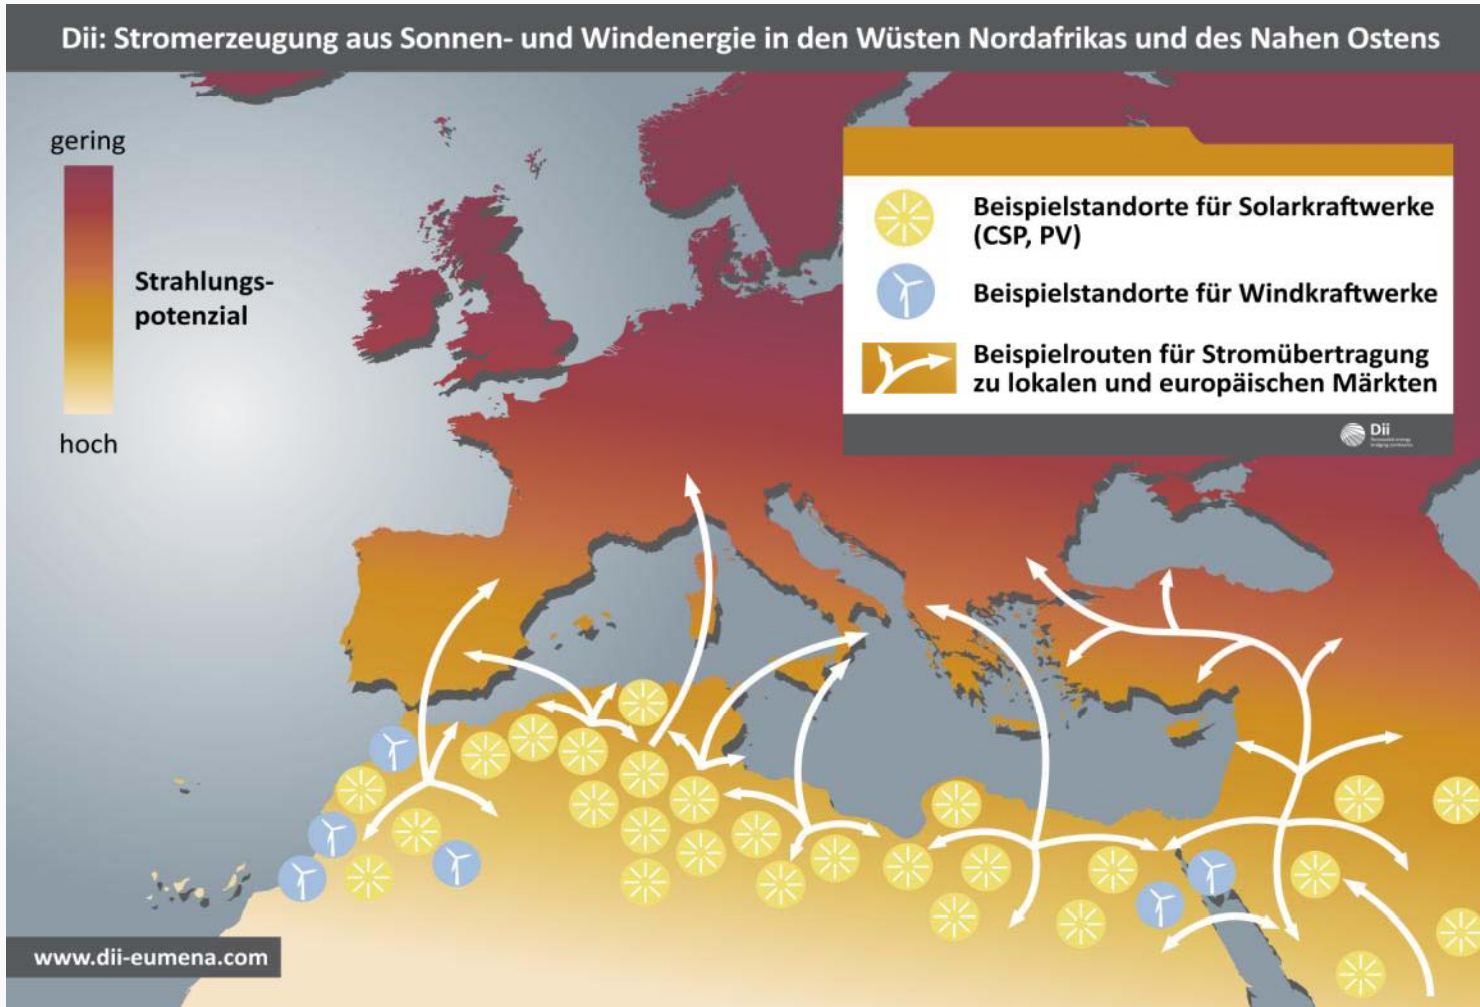 Dii: Stromerzeugung aus Sonnen- und Windenergie in den Wüsten Nordafrikas und des Nahen Ostens
gering
Strahlungs-
potenzial
hoch
Beispielstandorte für Solarkraftwerke
(CSP, PV)
Beispielstandorte für Windkraftwerke
Beispielrouten für Stromübertragung
zu lokalen und europäischen Märkten
Dii
www.dii-eumena.com